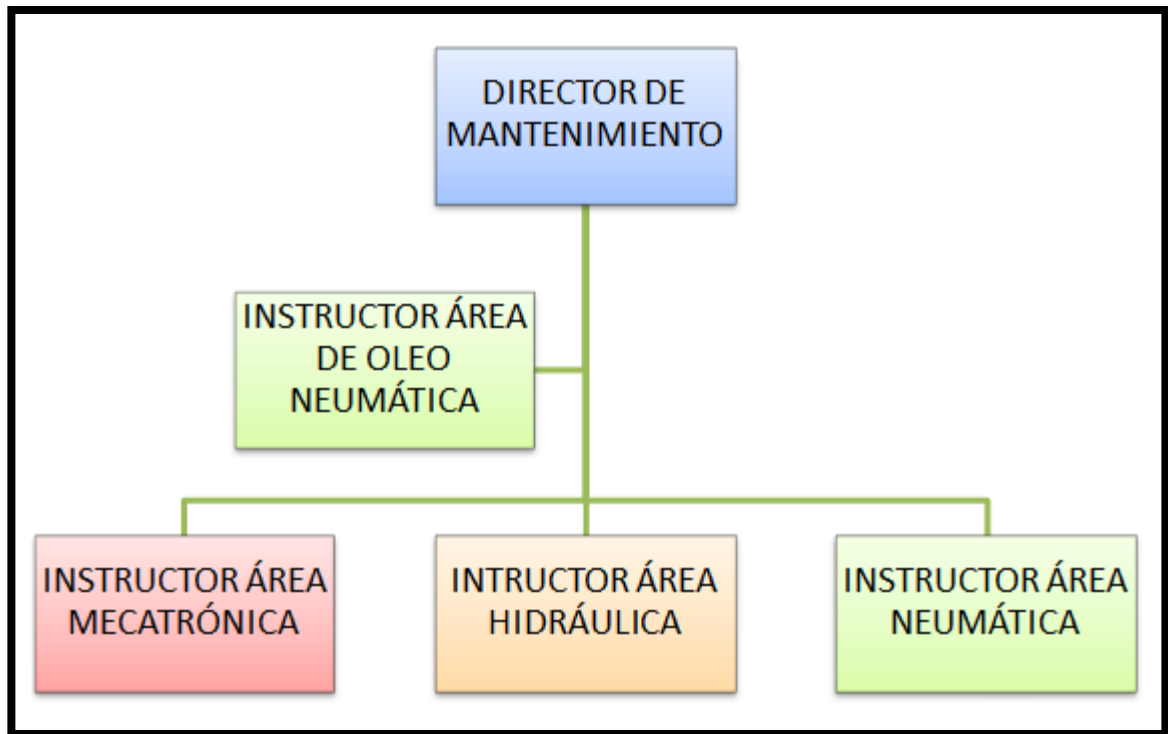 DIRECTOR DE
MANTENIMIENTO
INSTRUCTOR ÁREA
DE OLEO
NEUMÁTICA
INSTRUCTOR ÁREA
MECATRÓNICA
INTRUCTOR ÁREA
HIDRÁULICA
INSTRUCTOR ÁREA
NEUMÁTICA